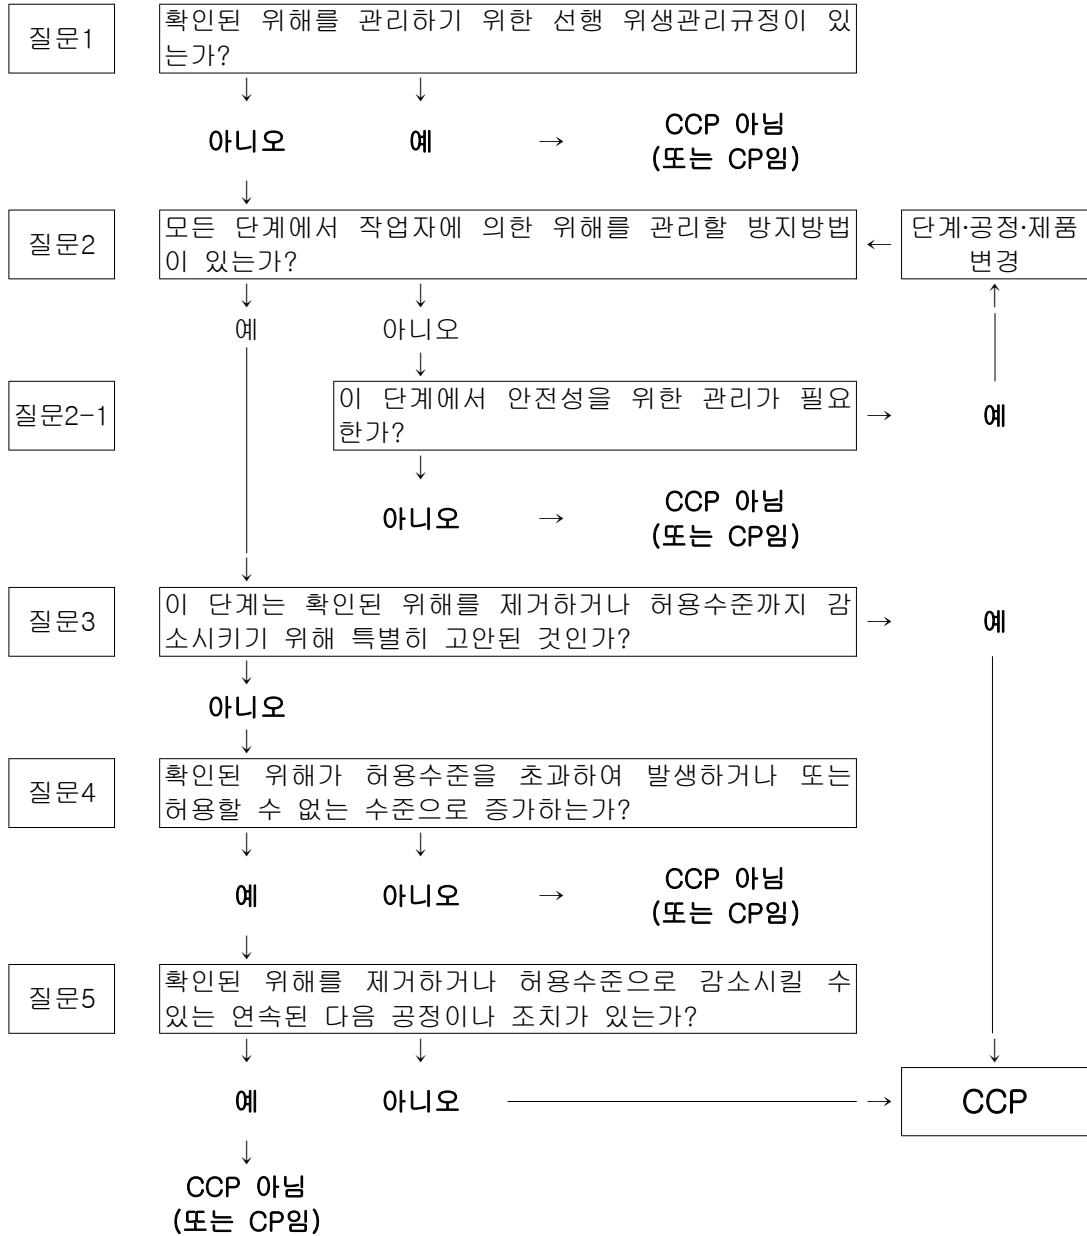 질문1
확인된 위해를 관리하기 위한 선행 위생관리규정이 있
는가?
↓ ↓
아니오 예 → CCP 아님
(또는 CP임)
↓
질문2
모든 단계에서 작업자에 의한 위해를 관리할 방지방법
이 있는가?
← 단계·공정·제품
변경
↓ ↓ ↑
예 아니오
↓
질문2-1
이 단계에서 안전성을 위한 관리가 필요
한가?
→ 예
↓
아니오 → CCP 아님
(또는 CP임)
↓
질문3
이 단계는 확인된 위해를 제거하거나 허용수준까지 감
소시키기 위해 특별히 고안된 것인가?
→ 예
↓
아니오
↓
질문4
확인된 위해가 허용수준을 초과하여 발생하거나 또는
허용할 수 없는 수준으로 증가하는가?
↓ ↓
예 아니오 → CCP 아님
(또는 CP임)
↓
질문5
확인된 위해를 제거하거나 허용수준으로 감소시킬 수
있는 연속된 다음 공정이나 조치가 있는가?
↓ ↓ ↓
예 아니오 → CCP
↓
CCP 아님
(또는 CP임)